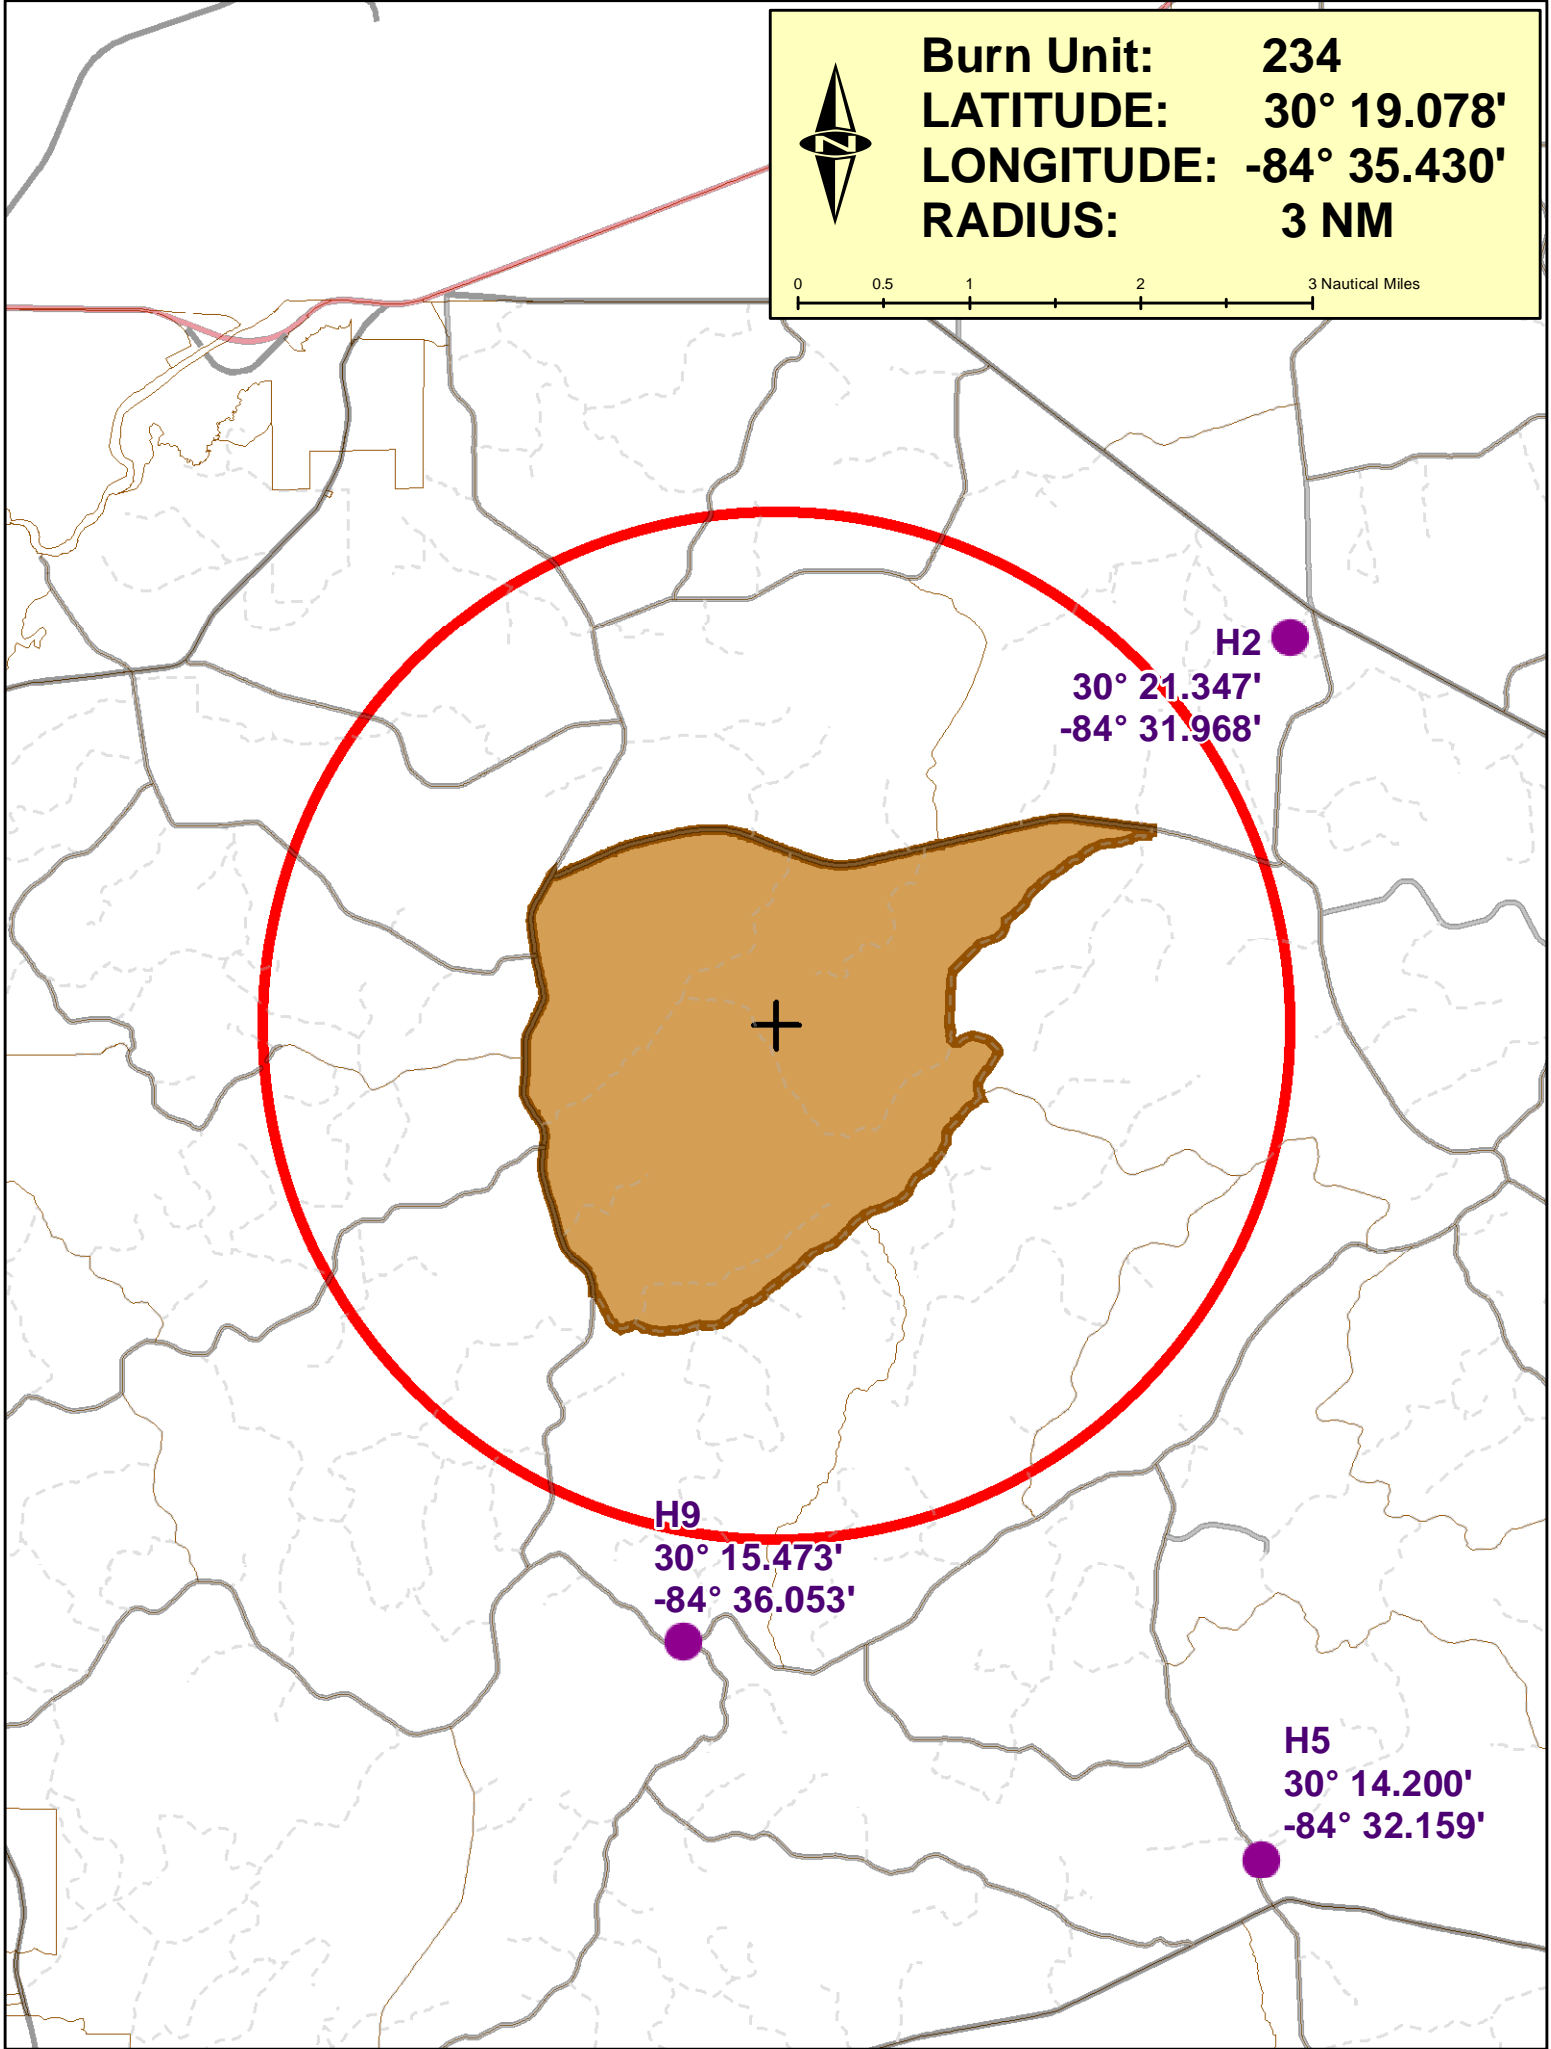 Burn Unit: 234
LATITUDE: 30° 19.078'
LONGITUDE: -84° 35.430'
RADIUS: 3 NM
N
0 0.5 1 2 3 Nautical Miles
H2
30° 21.347'
-84° 31.968'
H9
30° 15.473'
-84° 36.053'
H5
30° 14.200'
-84° 32.159'